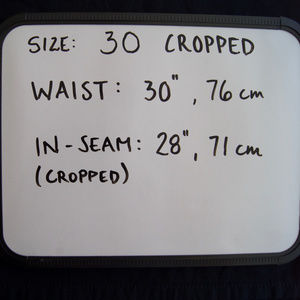 SIZE: 30 CROPPED
WAIST: 30", 76 cm
IN-SEAM: 28", 71 cm
(CROPPED)